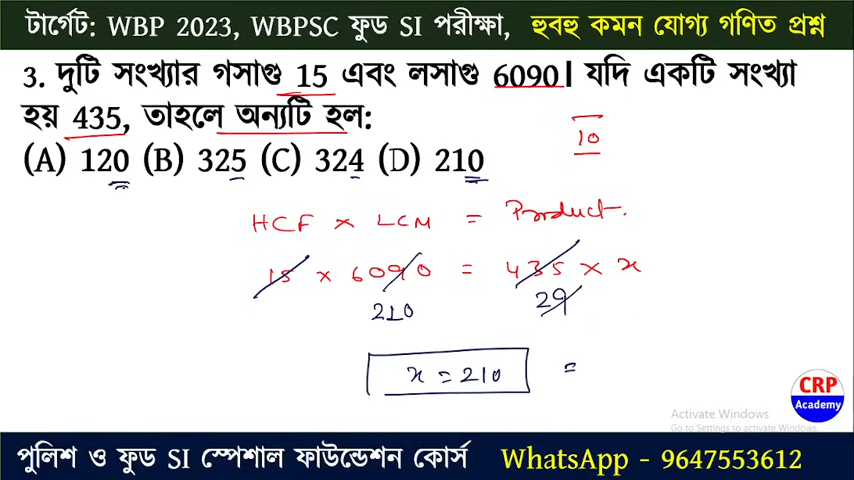 টার্গেট: WBP 2023, WBPSC ফুড SI পরীক্ষা, হুবহু কমন যোগ্য গণিত প্রশ্ন
3. দুটি সংখ্যার গসাগু 15 এবং লসাগু 6090। যদি একটি সংখ্যা
হয় 435, তাহলে অন্যটি হল:
10
(A) 120 (B) 325 (C) 324 (D) 210
HCF × LCM = Product.
15 × 6090 = 435 × x
210 29
x = 210 =
CRP
Academy
Activate Windows
Go to Settings to activate Windows.
পুলিশ ও ফুড SI স্পেশাল ফাউন্ডেশন কোর্স WhatsApp - 9647553612